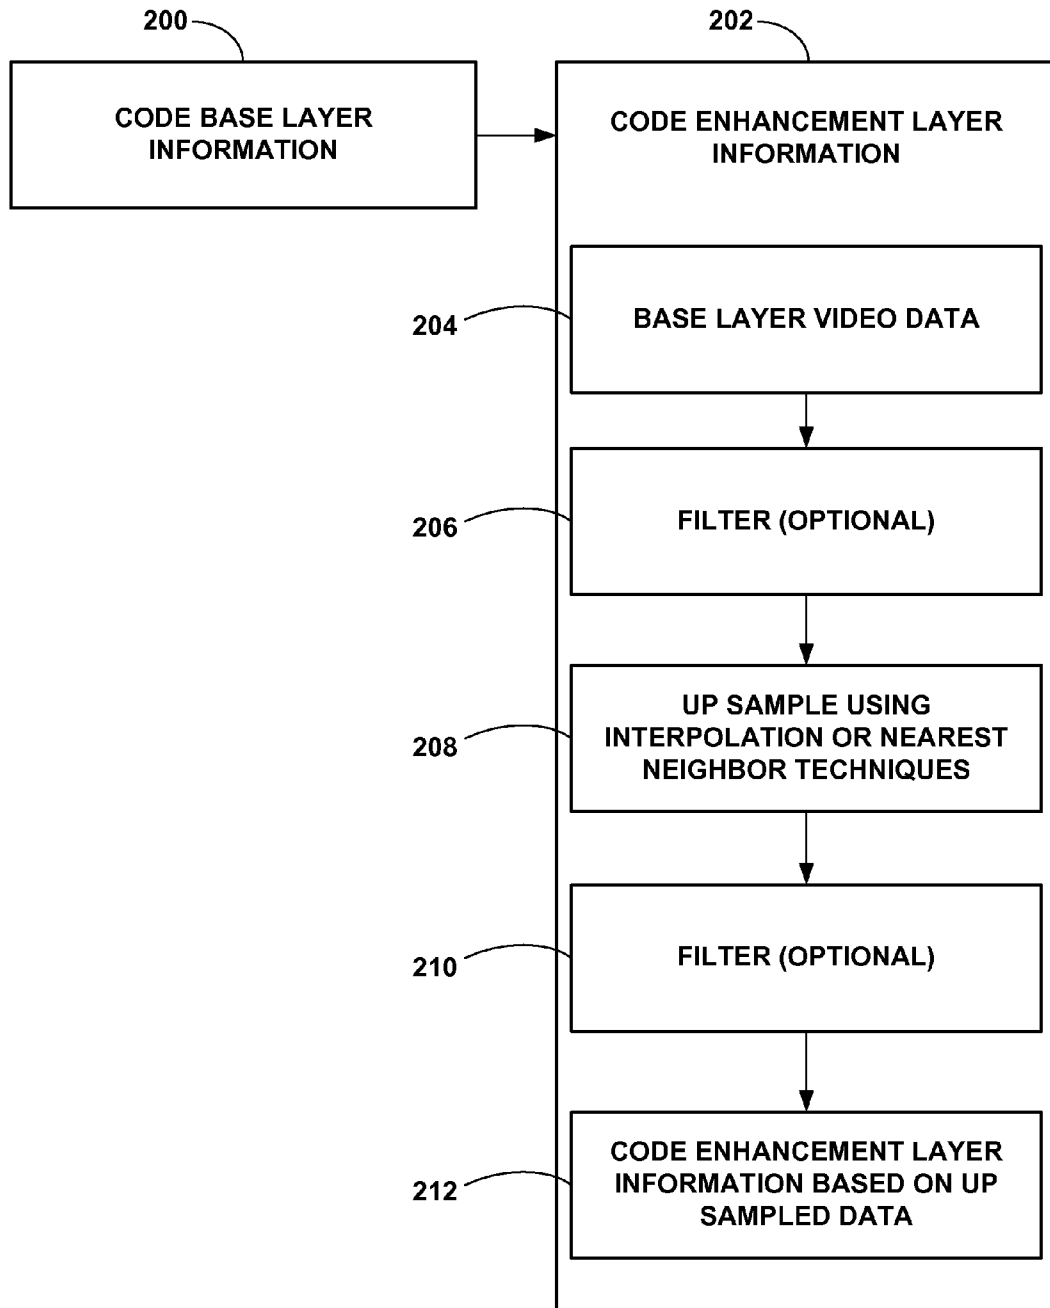 200
202
CODE BASE LAYER
INFORMATION
CODE ENHANCEMENT LAYER
INFORMATION
204
BASE LAYER VIDEO DATA
206
FILTER (OPTIONAL)
208
UP SAMPLE USING
INTERPOLATION OR NEAREST
NEIGHBOR TECHNIQUES
210
FILTER (OPTIONAL)
212
CODE ENHANCEMENT LAYER
INFORMATION BASED ON UP
SAMPLED DATA